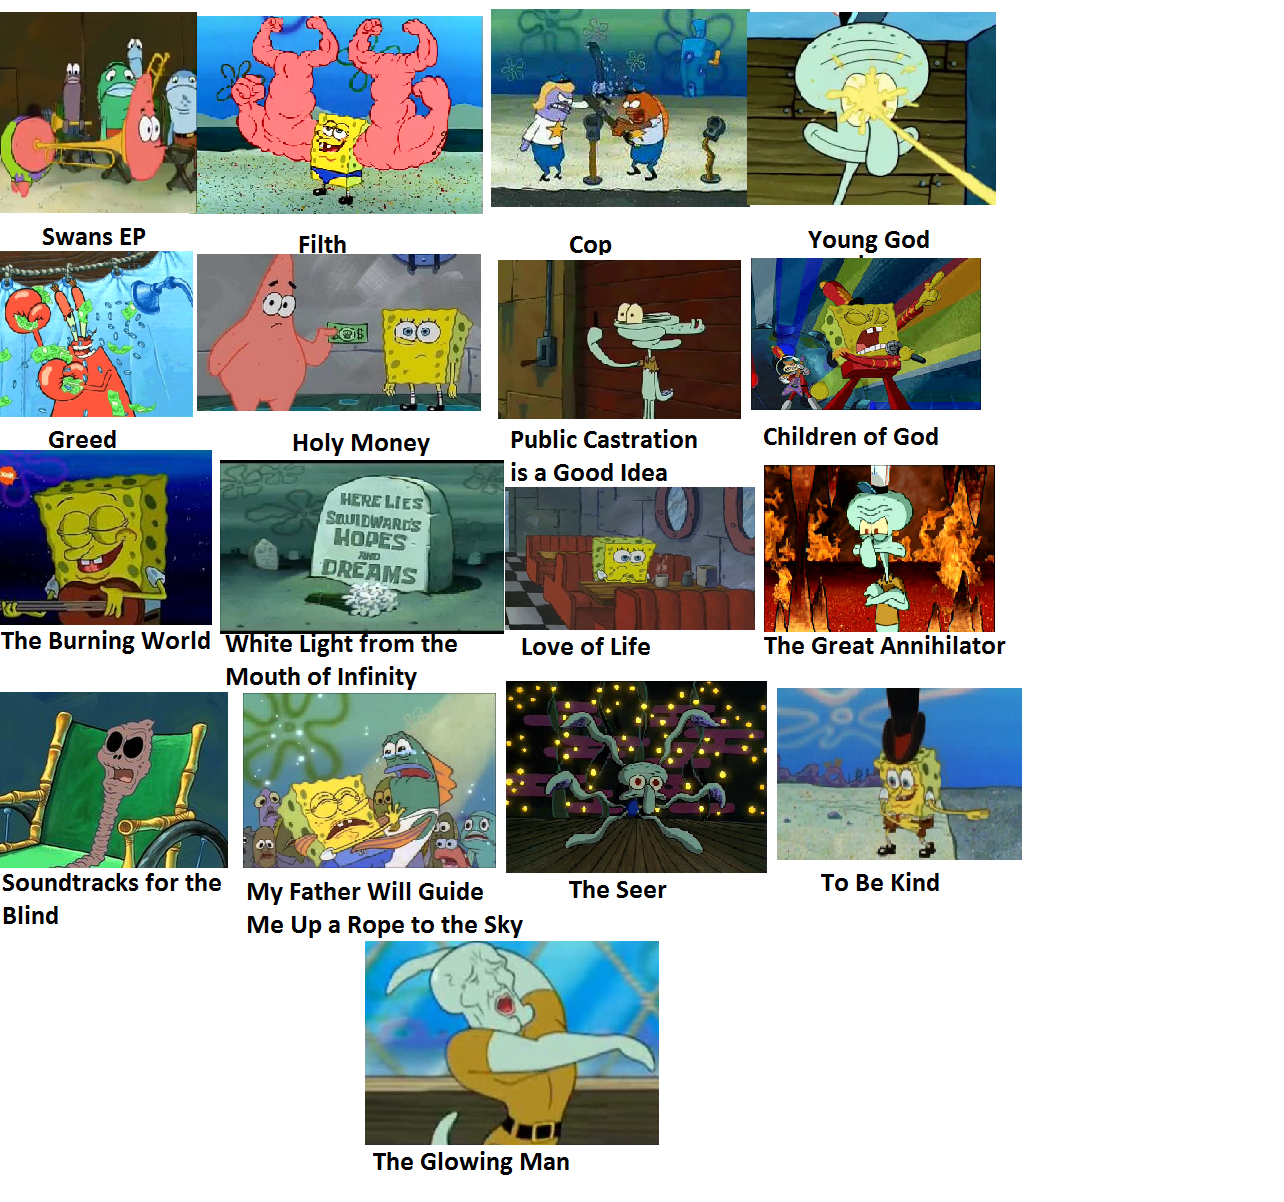 Swans EP
Filth
Cop
Young God
Greed
Holy Money
Public Castration
is a Good Idea
Children of God
HERE LIES
SQUIDWARD'S
HOPES
AND
DREAMS
The Burning World
White Light from the
Mouth of Infinity
Love of Life
The Great Annihilator
Soundtracks for the
Blind
My Father Will Guide
Me Up a Rope to the Sky
The Seer
To Be Kind
The Glowing Man